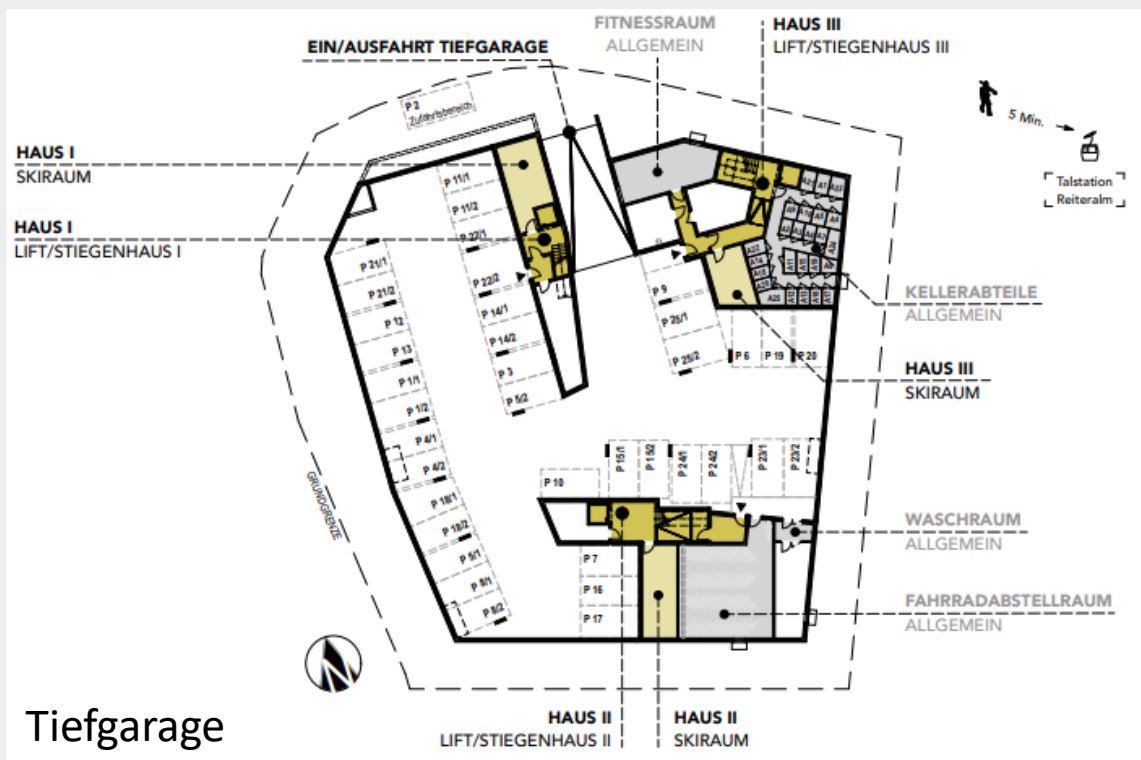 FITNESSRAUM
ALLGEMEIN
HAUS III
LIFT/STIEGENHAUS III
EIN/AUSFAHRT TIEFGARAGE
P 2
Zufahrtsbereich
5 Min.
Talstation
Reiteralm
HAUS I
SKIRAUM
HAUS I
LIFT/STIEGENHAUS I
P 11/1
P 11/2
P 22/1
P 22/2
P 14/1
P 14/2
P 3
P 5/2
P 21/1
P 21/2
P 12
P 13
P 1/1
P 1/2
P 4/1
P 4/2
P 18/1
P 18/2
P 5/1
P 8/1
P 8/2
P 9
P 25/1
P 25/2
P 6
P 19
P 20
A11
A25
KELLERABTEILE
ALLGEMEIN
HAUS III
SKIRAUM
P 15/1
P 15/2
P 24/1
P 24/2
P 23/1
P 23/2
P 10
GRUNDGRENZE
WASCHRAUM
ALLGEMEIN
P 7
P 16
P 17
FAHRRADABSTELLRAUM
ALLGEMEIN
N
Tiefgarage
HAUS II
LIFT/STIEGENHAUS II
HAUS II
SKIRAUM